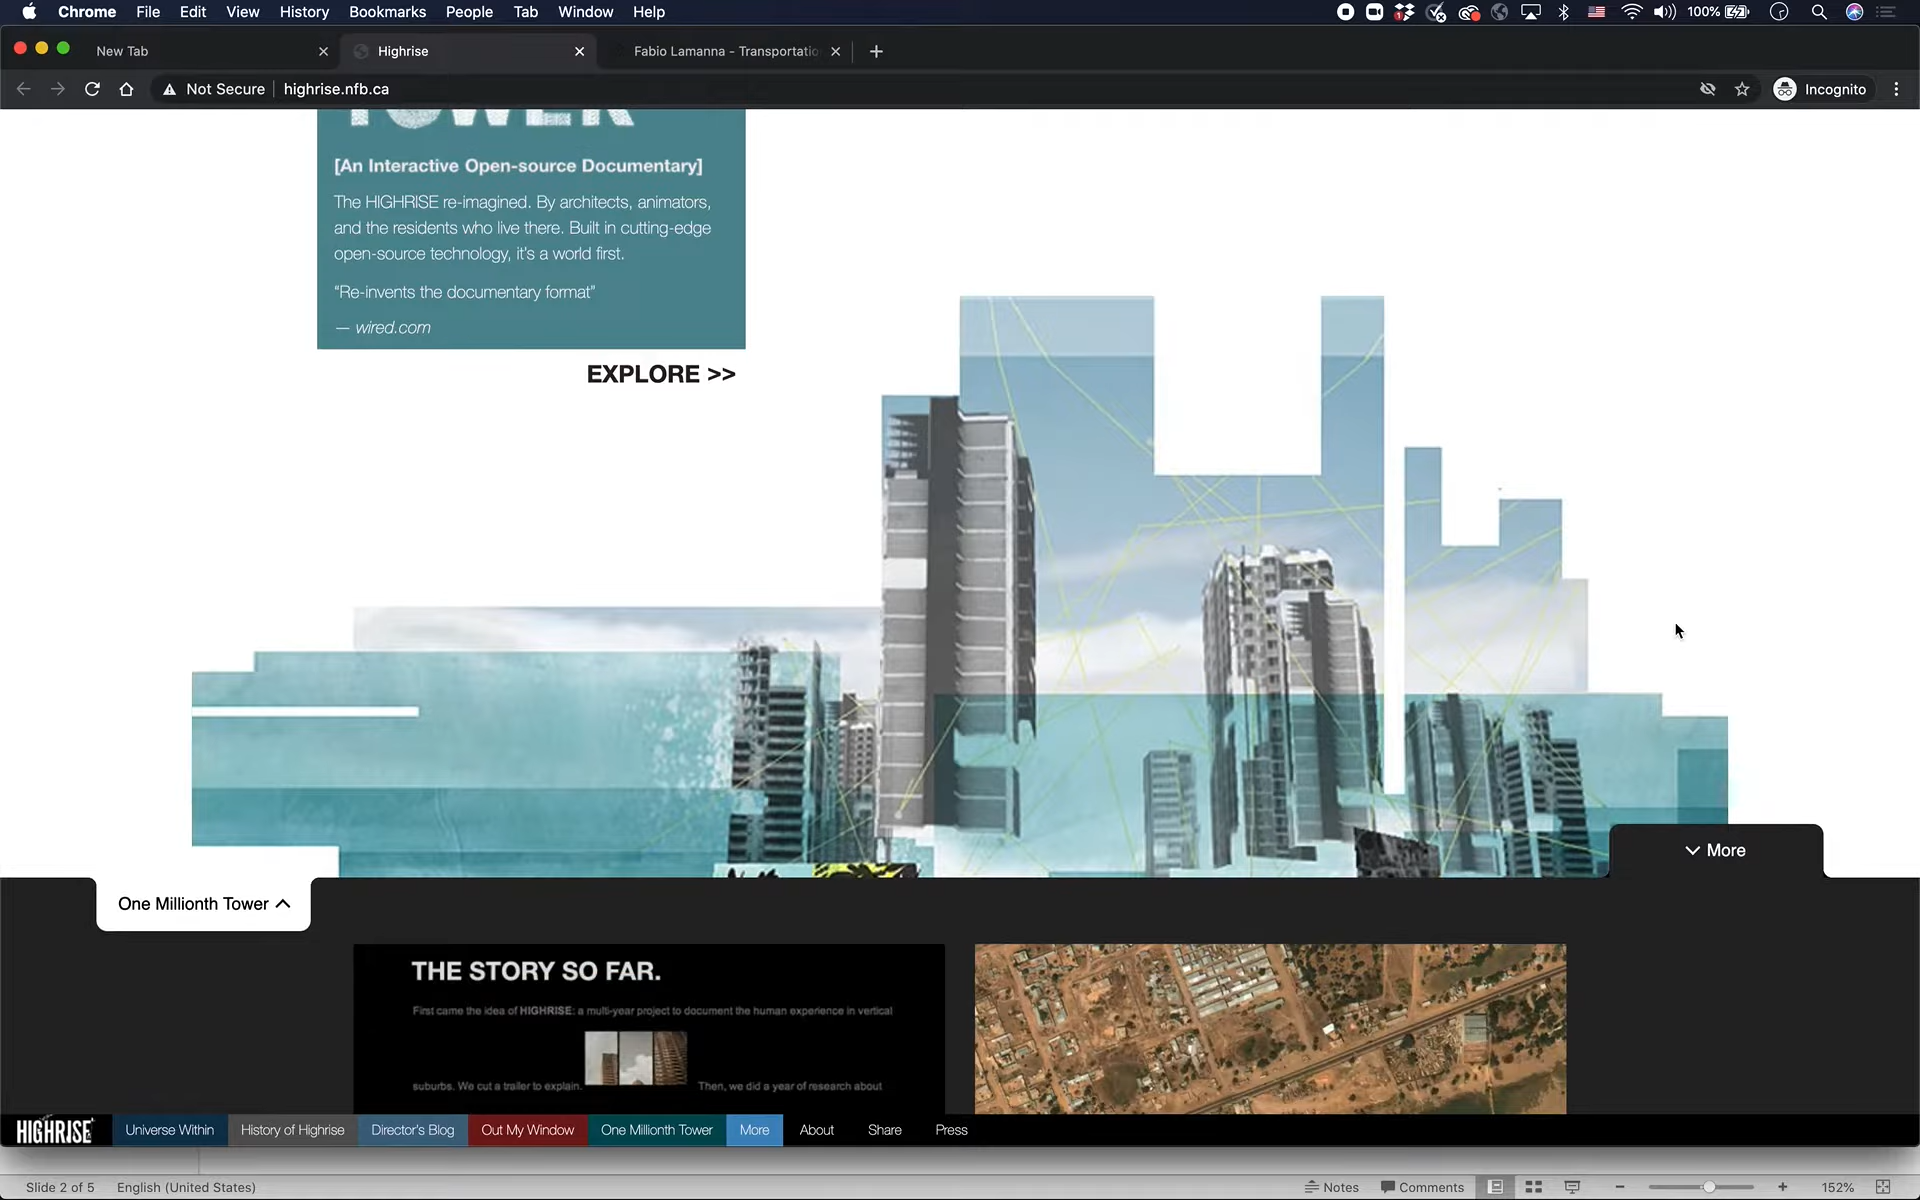 Chrome File Edit View History Bookmarks People Tab Window Help 100%
New Tab Highrise Fabio Lamanna - Transportatio
Not Secure highrise.nfb.ca Incognito
TOWER
[An Interactive Open-source Documentary]
The HIGHRISE re-imagined. By architects, animators,
and the residents who live there. Built in cutting-edge
open-source technology, it's a world first.
“Re-invents the documentary format”
— wired.com
EXPLORE >>
More
One Millionth Tower
THE STORY SO FAR.
First came the idea of HIGHRISE: a multi-year project to document the human experience in vertical
suburbs. We cut a trailer to explain. Then, we did a year of research about
HIGHRISE Universe Within History of Highrise Director's Blog Out My Window One Millionth Tower More About Share Press
Slide 2 of 5 English (United States) Notes Comments 152%